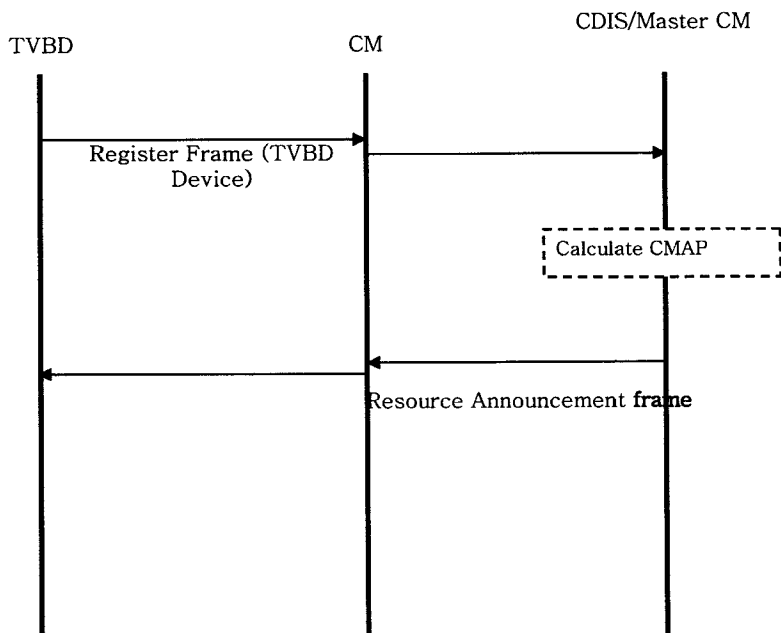 TVBD
CM
CDIS/Master CM
Register Frame (TVBD
Device)
Calculate CMAP
Resource Announcement frame